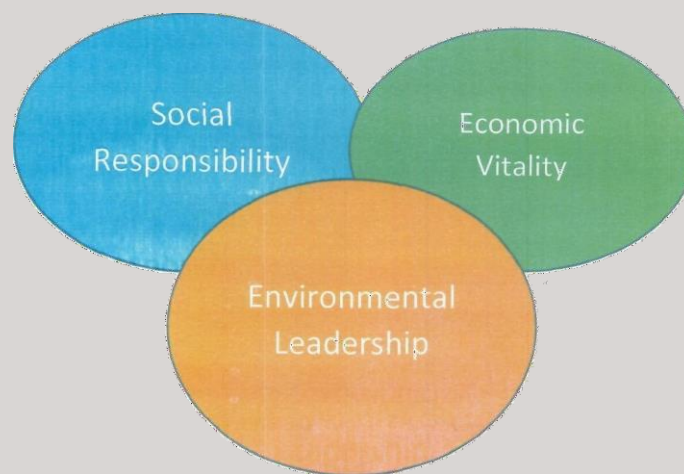 Social
Responsibility
Economic
Vitality
Environmental
Leadership